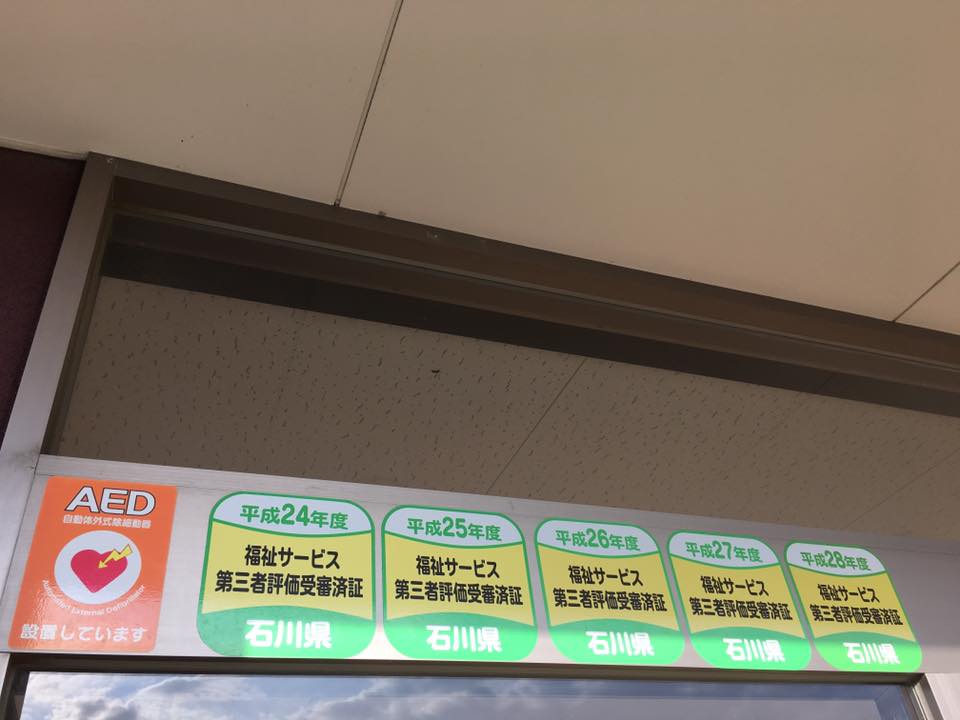 AED
自動体外式除細動器
Automated External Defibrillator
設置しています
平成24年度
福祉サービス
第三者評価受審済証
石川県
平成25年度
福祉サービス
第三者評価受審済証
石川県
平成26年度
福祉サービス
第三者評価受審済証
石川県
平成27年度
福祉サービス
第三者評価受審済証
石川県
平成28年度
福祉サービス
第三者評価受審済証
石川県